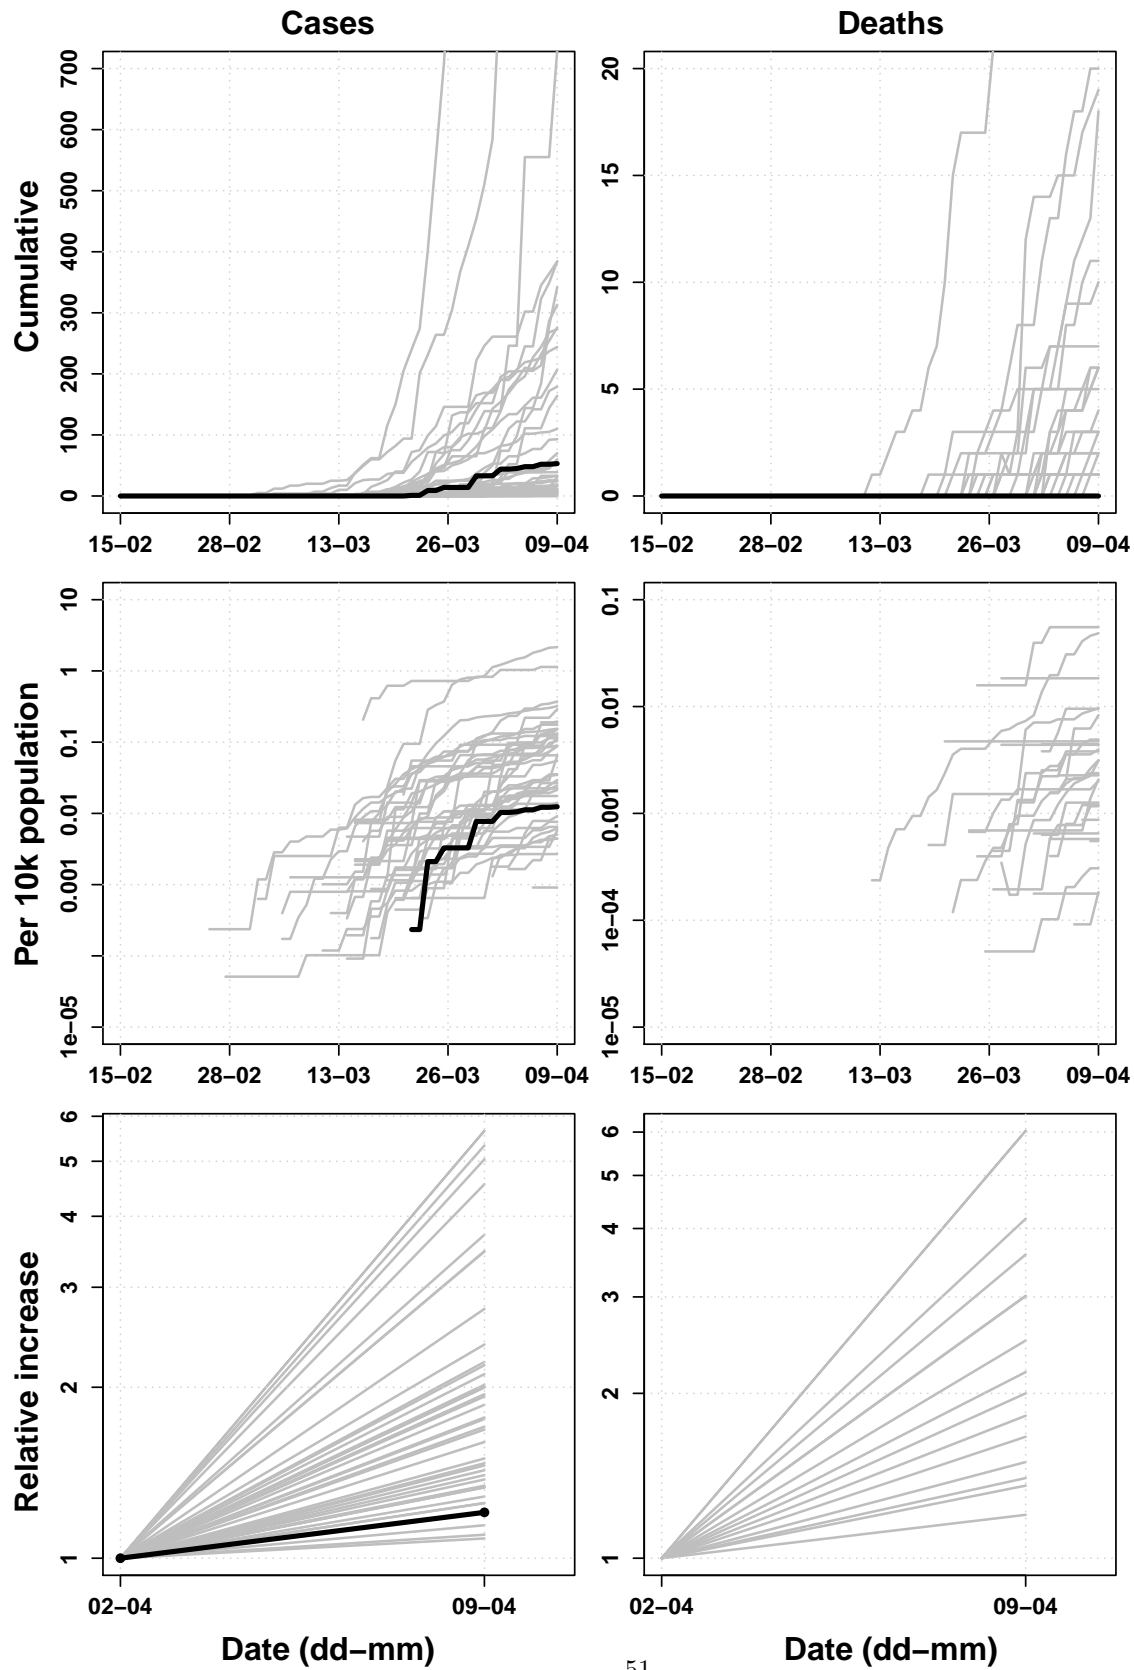 Cases
Deaths
Cumulative
0 100 200 300 400 500 600 700
15−02 28−02 13−03 26−03 09−04
0 5 10 15 20
15−02 28−02 13−03 26−03 09−04
Per 10k population
1e−05 0.001 0.01 0.1 1 10
15−02 28−02 13−03 26−03 09−04
1e−05 1e−04 0.001 0.01 0.1
15−02 28−02 13−03 26−03 09−04
Relative increase
1 2 3 4 5 6
02−04 09−04
1 2 3 4 5 6
02−04 09−04
Date (dd−mm)
Date (dd−mm)
51